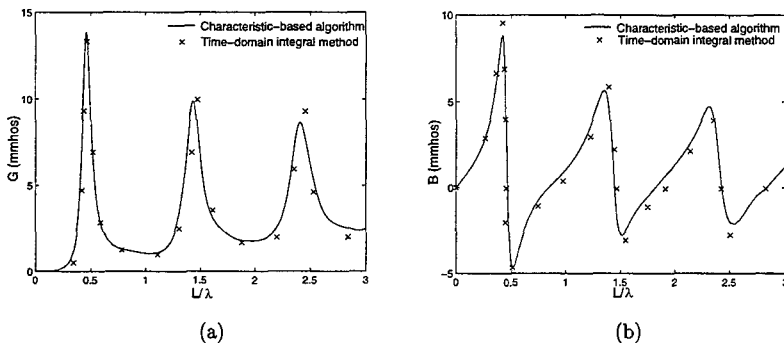 15
10
5
0
G (mmhos)
Characteristic-based algorithm
× Time-domain integral method
0 0.5 1 1.5 2 2.5 3
L/λ
(a)
10
5
0
−5
B (mmhos)
Characteristic-based algorithm
× Time-domain integral method
0 0.5 1 1.5 2 2.5 3
L/λ
(b)